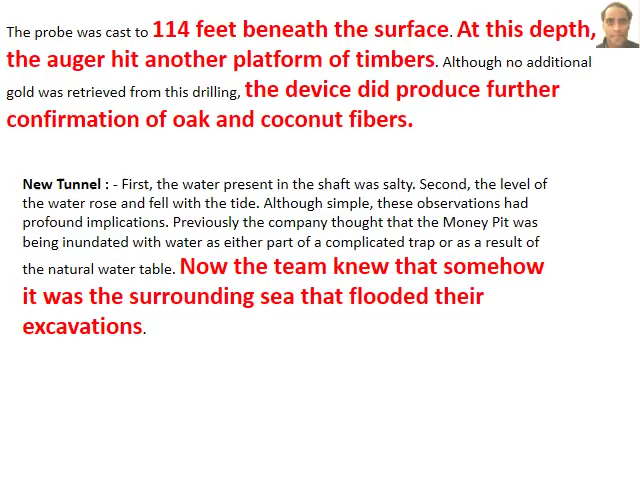 The probe was cast to 114 feet beneath the surface. At this depth,
the auger hit another platform of timbers. Although no additional
gold was retrieved from this drilling, the device did produce further
confirmation of oak and coconut fibers.
New Tunnel : - First, the water present in the shaft was salty. Second, the level of
the water rose and fell with the tide. Although simple, these observations had
profound implications. Previously the company thought that the Money Pit was
being inundated with water as either part of a complicated trap or as a result of
the natural water table. Now the team knew that somehow
it was the surrounding sea that flooded their
excavations.